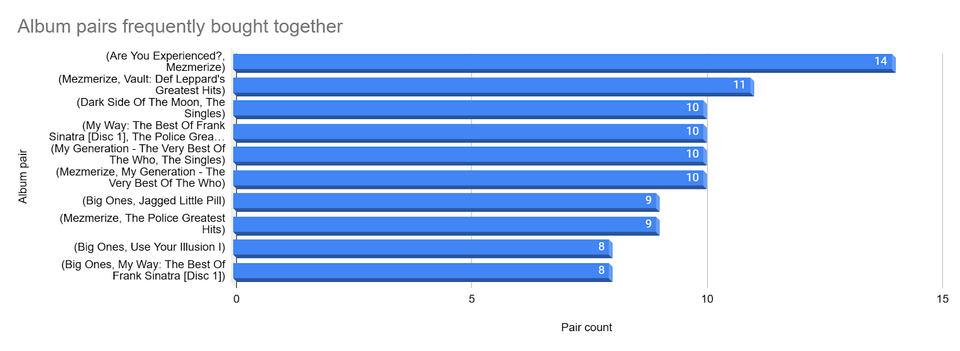 Album pairs frequently bought together
(Are You Experienced?,
Mezmerize)
14
(Mezmerize, Vault: Def Leppard's
Greatest Hits)
11
(Dark Side Of The Moon, The
Singles)
10
(My Way: The Best Of Frank
Sinatra [Disc 1], The Police Grea…
10
(My Generation - The Very Best Of
The Who, The Singles)
10
(Mezmerize, My Generation - The
Very Best Of The Who)
10
(Big Ones, Jagged Little Pill)
9
(Mezmerize, The Police Greatest
Hits)
9
(Big Ones, Use Your Illusion I)
8
(Big Ones, My Way: The Best Of
Frank Sinatra [Disc 1])
8
Album pair
0
5
10
15
Pair count